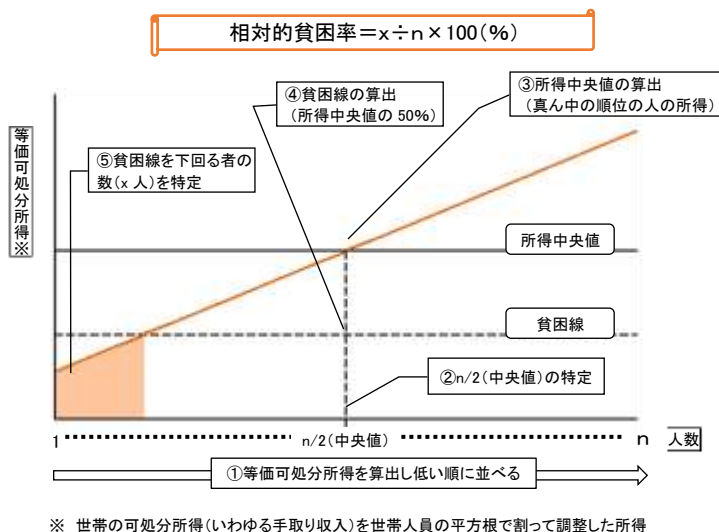 相対的貧困率＝x÷n×100(％)
④貧困線の算出
(所得中央値の50％)
③所得中央値の算出
(真ん中の順位の人の所得)
等価可処分所得※
⑤貧困線を下回る者の
数(x人)を特定
所得中央値
貧困線
②n/2(中央値)の特定
1 n/2(中央値) n 人数
①等価可処分所得を算出し低い順に並べる
※ 世帯の可処分所得(いわゆる手取り収入)を世帯人員の平方根で割って調整した所得